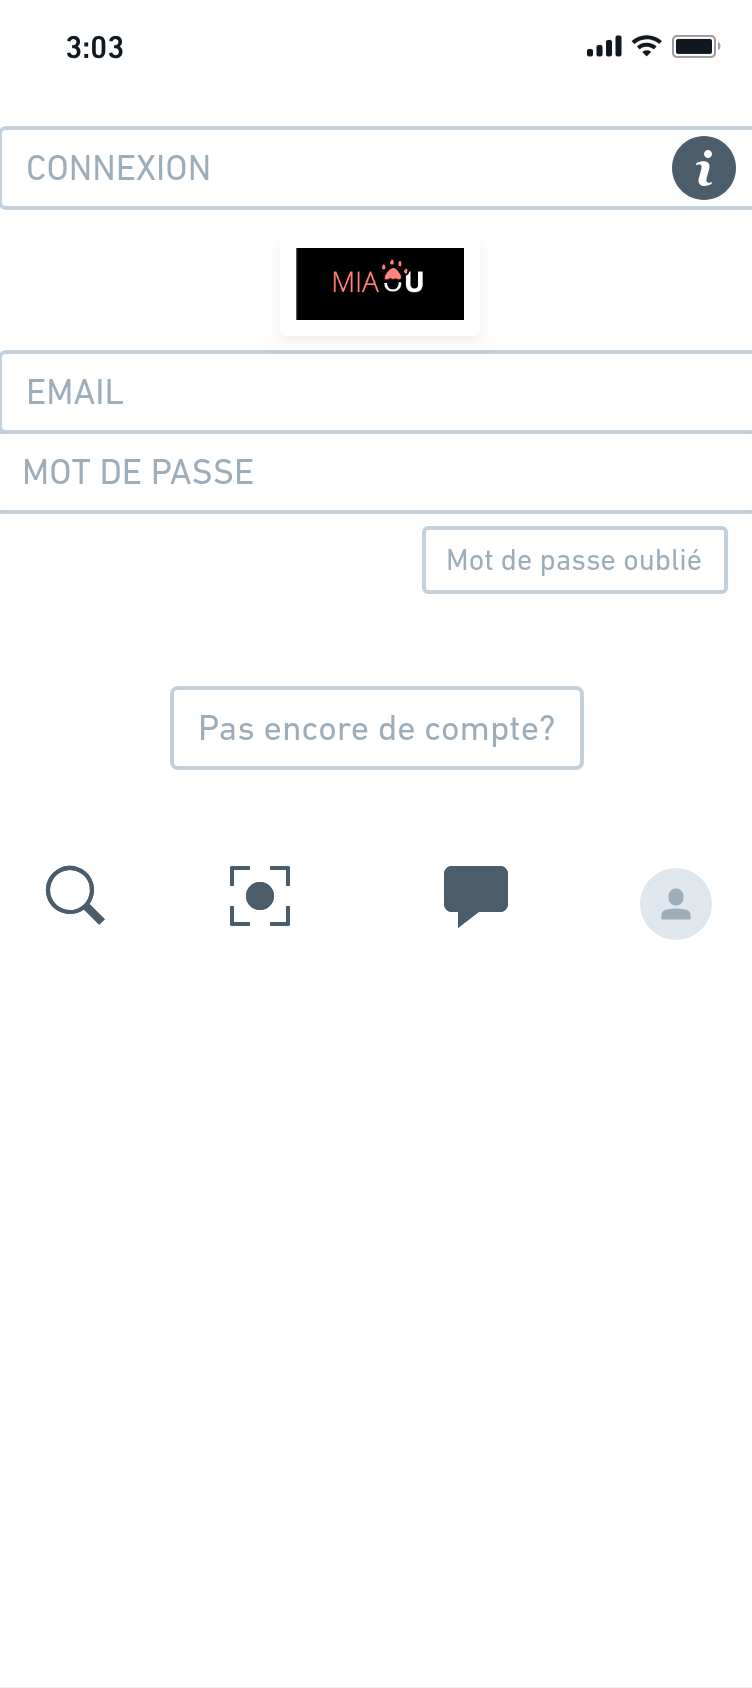 3:03
CONNEXION
MIAOU
EMAIL
MOT DE PASSE
Mot de passe oublié
Pas encore de compte?